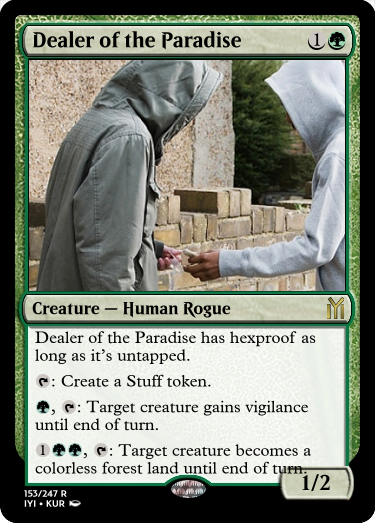 Dealer of the Paradise 1
Creature — Human Rogue
Dealer of the Paradise has hexproof as
long as it's untapped.
: Create a Stuff token.
, : Target creature gains vigilance
until end of turn.
1 , : Target creature becomes a
colorless forest land until end of turn.
1/2
153/247 R
IYI • KUR